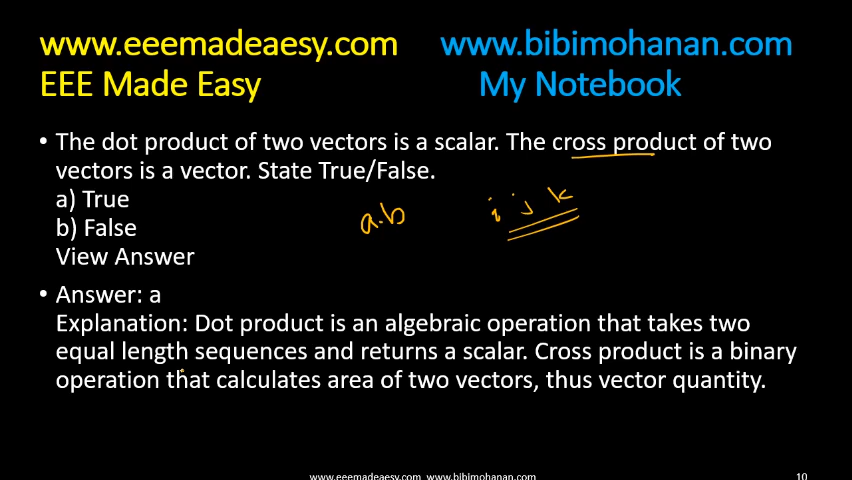 www.eeemadeaesy.com www.bibimohanan.com
EEE Made Easy My Notebook
• The dot product of two vectors is a scalar. The cross product of two
vectors is a vector. State True/False.
a) True
b) False
a.b i j k
View Answer
• Answer: a
Explanation: Dot product is an algebraic operation that takes two
equal length sequences and returns a scalar. Cross product is a binary
operation that calculates area of two vectors, thus vector quantity.
www.eeemadeaesy.com www.bibimohanan.com 10